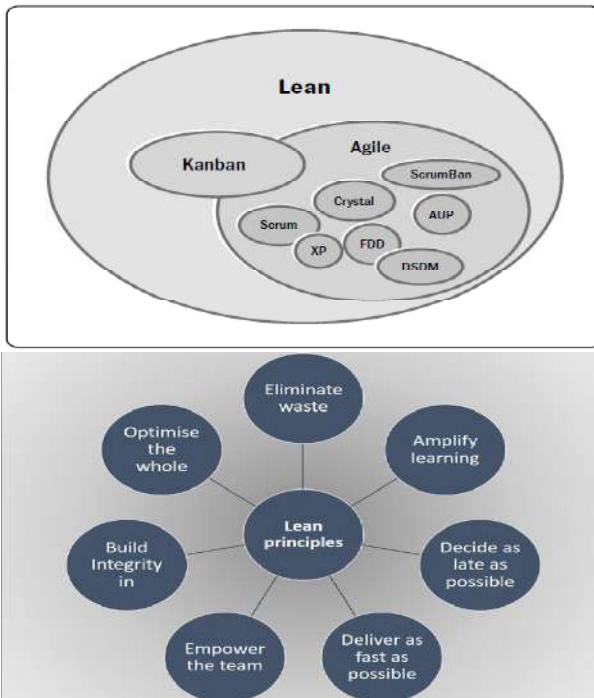 Lean
Agile
Kanban
ScrumBan
Crystal
AUP
Scrum
FDD
XP
DSDM
Eliminate
waste
Optimise
the
whole
Amplify
learning
Lean
principles
Build
Integrity
in
Decide as
late as
possible
Empower
the team
Deliver as
fast as
possible